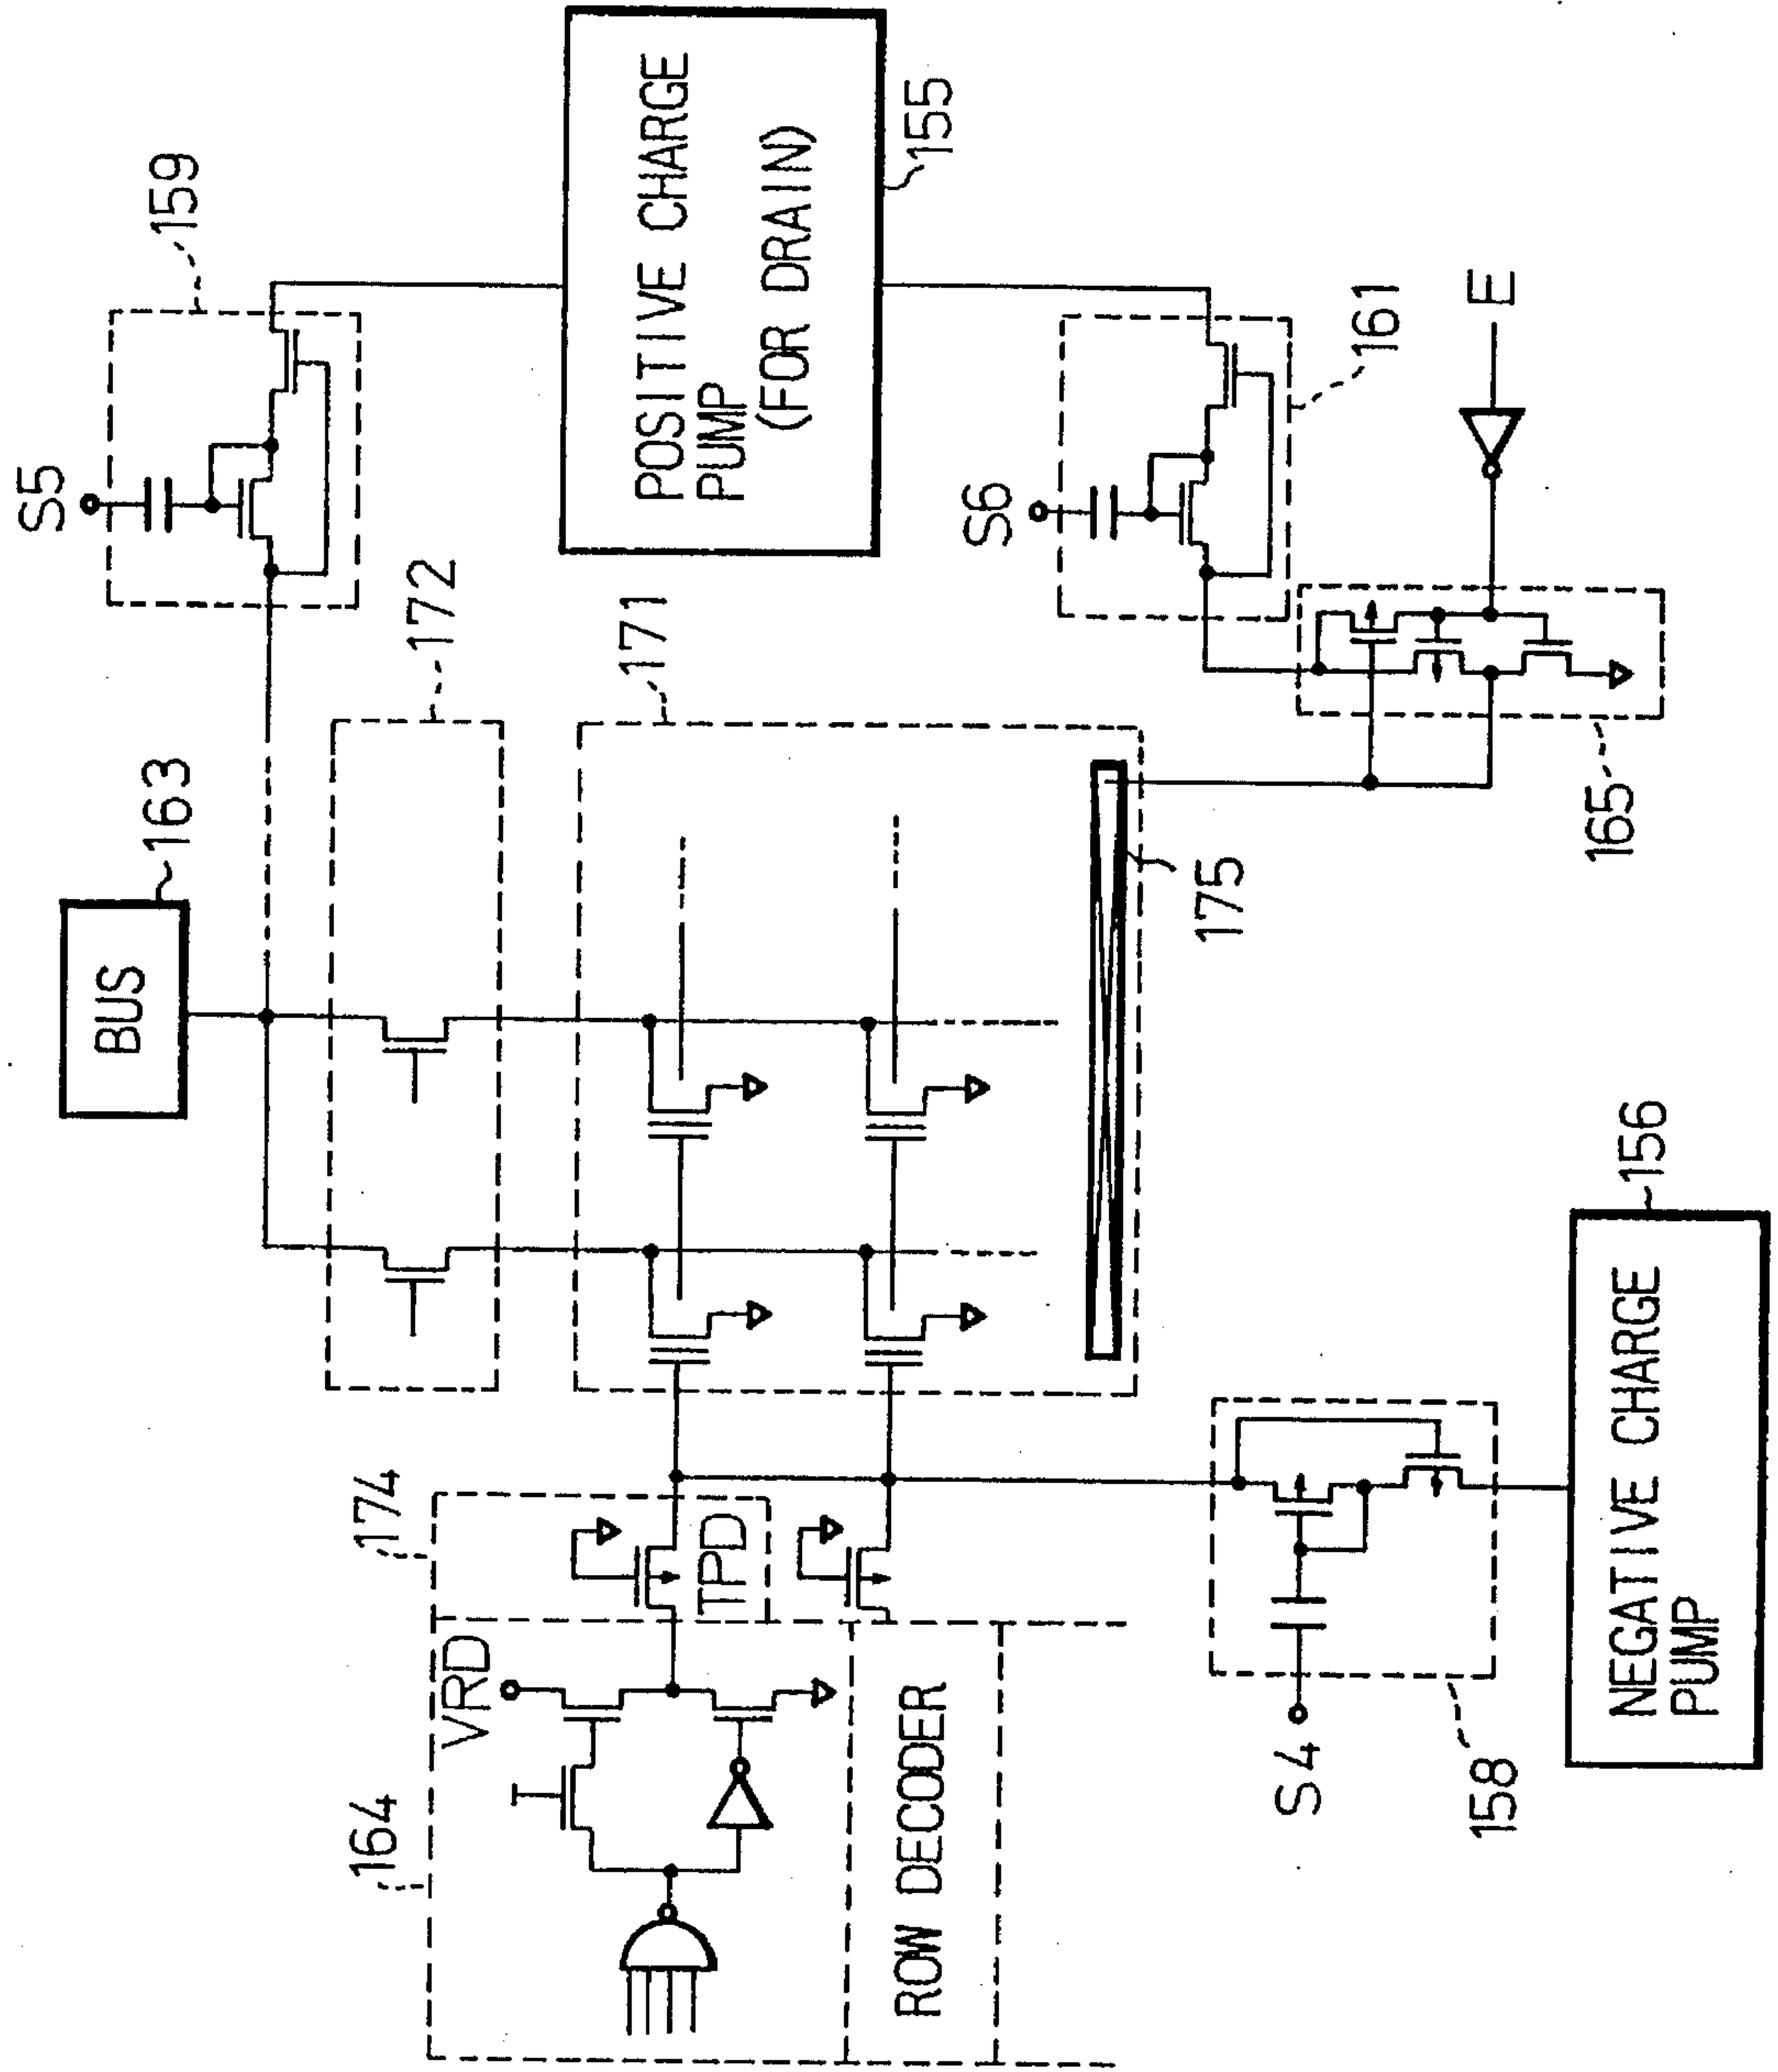 S5
159
POSITIVE CHARGE
PUMP
(FOR DRAIN)
155
163
BUS
172
171
S6
161
E
165
175
174
TPD
164
VRD
ROW DECODER
S4
158
156
NEGATIVE CHARGE
PUMP